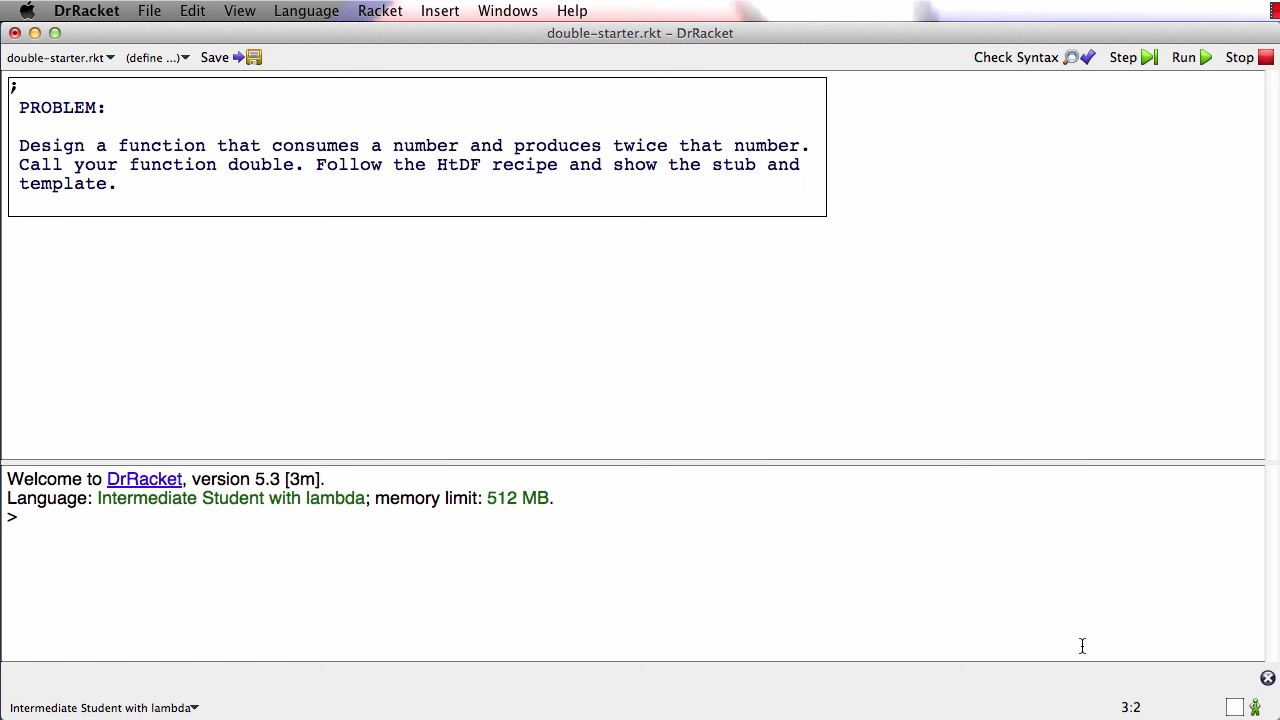 DrRacket File Edit View Language Racket Insert Windows Help
double-starter.rkt – DrRacket
double-starter.rkt (define ...) Save Check Syntax Step Run Stop
;
PROBLEM:
Design a function that consumes a number and produces twice that number.
Call your function double. Follow the HtDF recipe and show the stub and
template.
Welcome to DrRacket, version 5.3 [3m].
Language: Intermediate Student with lambda; memory limit: 512 MB.
>
Intermediate Student with lambda 3:2